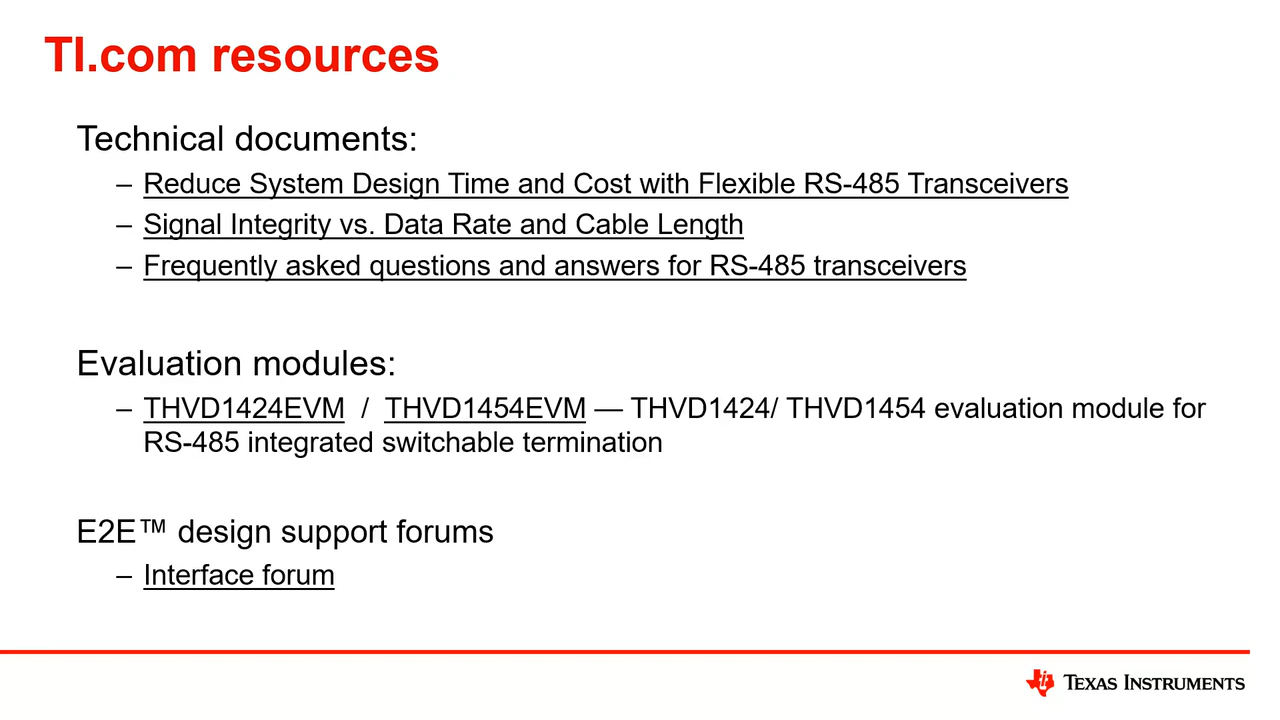 TI.com resources
Technical documents:
– Reduce System Design Time and Cost with Flexible RS-485 Transceivers
– Signal Integrity vs. Data Rate and Cable Length
– Frequently asked questions and answers for RS-485 transceivers
Evaluation modules:
– THVD1424EVM / THVD1454EVM — THVD1424/ THVD1454 evaluation module for
RS-485 integrated switchable termination
E2E™ design support forums
– Interface forum
TEXAS INSTRUMENTS